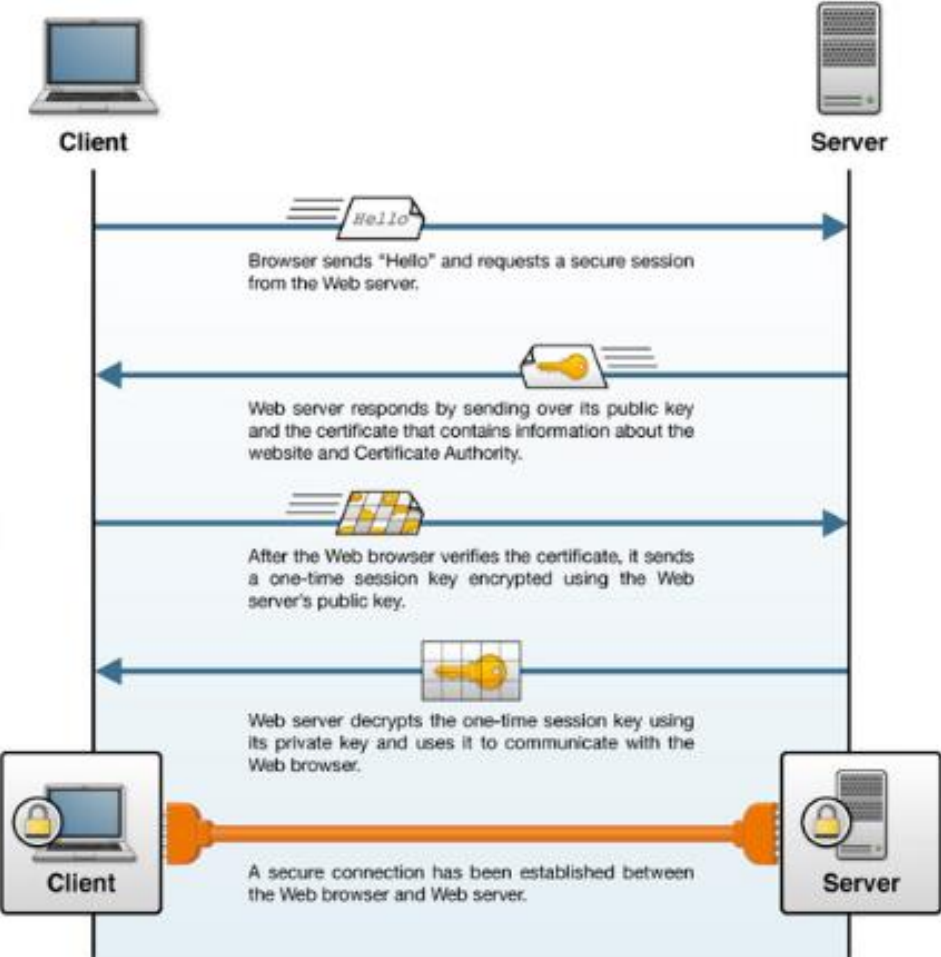 Client
Server
Hello
Browser sends "Hello" and requests a secure session
from the Web server.
Web server responds by sending over its public key
and the certificate that contains information about the
website and Certificate Authority.
After the Web browser verifies the certificate, it sends
a one-time session key encrypted using the Web
server's public key.
Web server decrypts the one-time session key using
its private key and uses it to communicate with the
Web browser.
Client
Server
A secure connection has been established between
the Web browser and Web server.